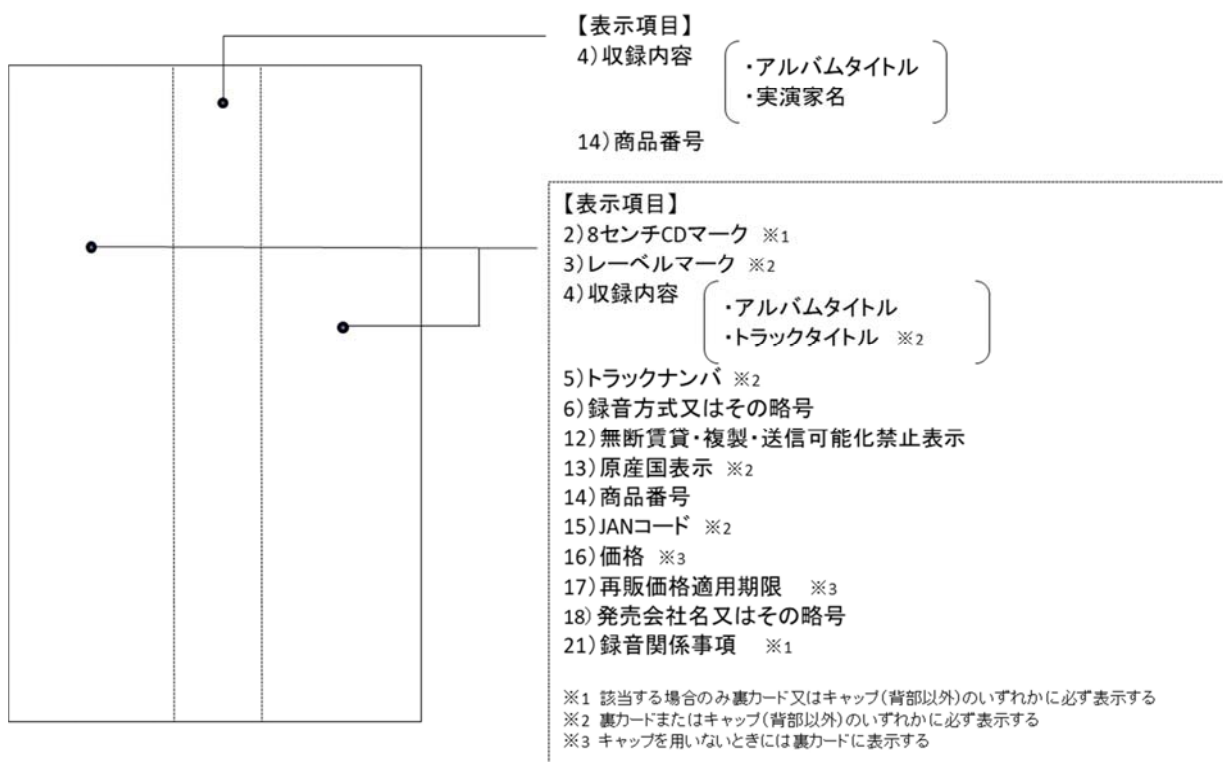 【表示項目】
4)収録内容
・アルバムタイトル
・実演家名
14)商品番号
【表示項目】
2)8センチCDマーク ※1
3)レーベルマーク ※2
4)収録内容
・アルバムタイトル
・トラックタイトル ※2
5)トラックナンバ ※2
6)録音方式又はその略号
12)無断賃貸・複製・送信可能化禁止表示
13)原産国表示 ※2
14)商品番号
15)JANコード ※2
16)価格 ※3
17)再販価格適用期限 ※3
18)発売会社名又はその略号
21)録音関係事項 ※1
※1 該当する場合のみ裏カード又はキャップ(背部以外)のいずれかに必ず表示する
※2 裏カードまたはキャップ(背部以外)のいずれかに必ず表示する
※3 キャップを用いないときには裏カードに表示する